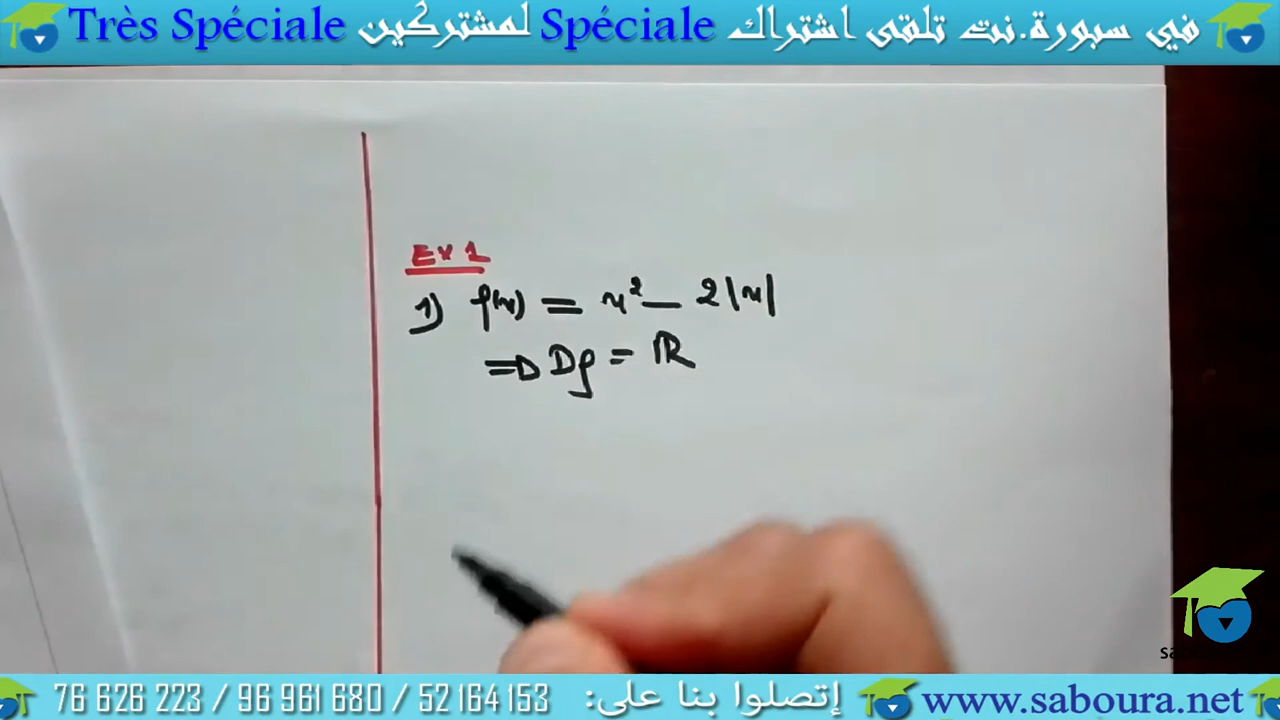 في سبورة.نت تلقى اشتراك Spéciale لمشتركين Très Spéciale
Ex 1
1) f(x) = x² - 2|x|
⇒ Df = ℝ
sa
76 626 223 / 96 961 680 / 52 164 153 إتصلوا بنا على: www.saboura.net